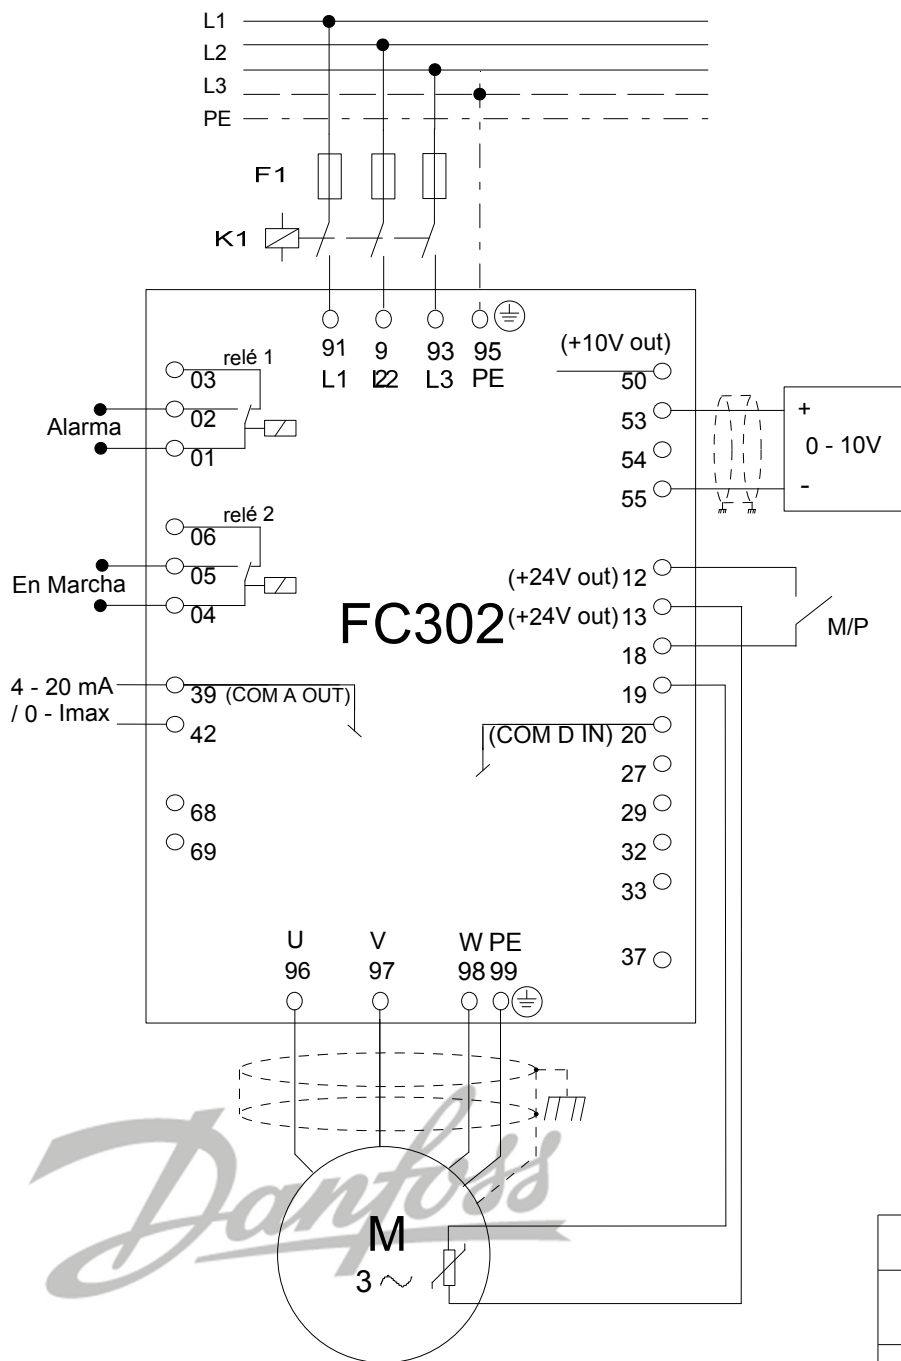 L1
L2
L3
PE
F1
K1
91 92 93 95
L1 L2 L3 PE
(+10V out)
50
relé 1
03
02
Alarma
01
53
+
0 - 10V
54
55
-
relé 2
06
05
En Marcha
04
(+24V out) 12
FC302
(+24V out) 13
M/P
18
4 - 20 mA
/ 0 - Imax
39 (COM A OUT)
19
42
(COM D IN) 20
27
68
29
69
32
33
37
U V W PE
96 97 98 99
Danfoss
M
3 ~